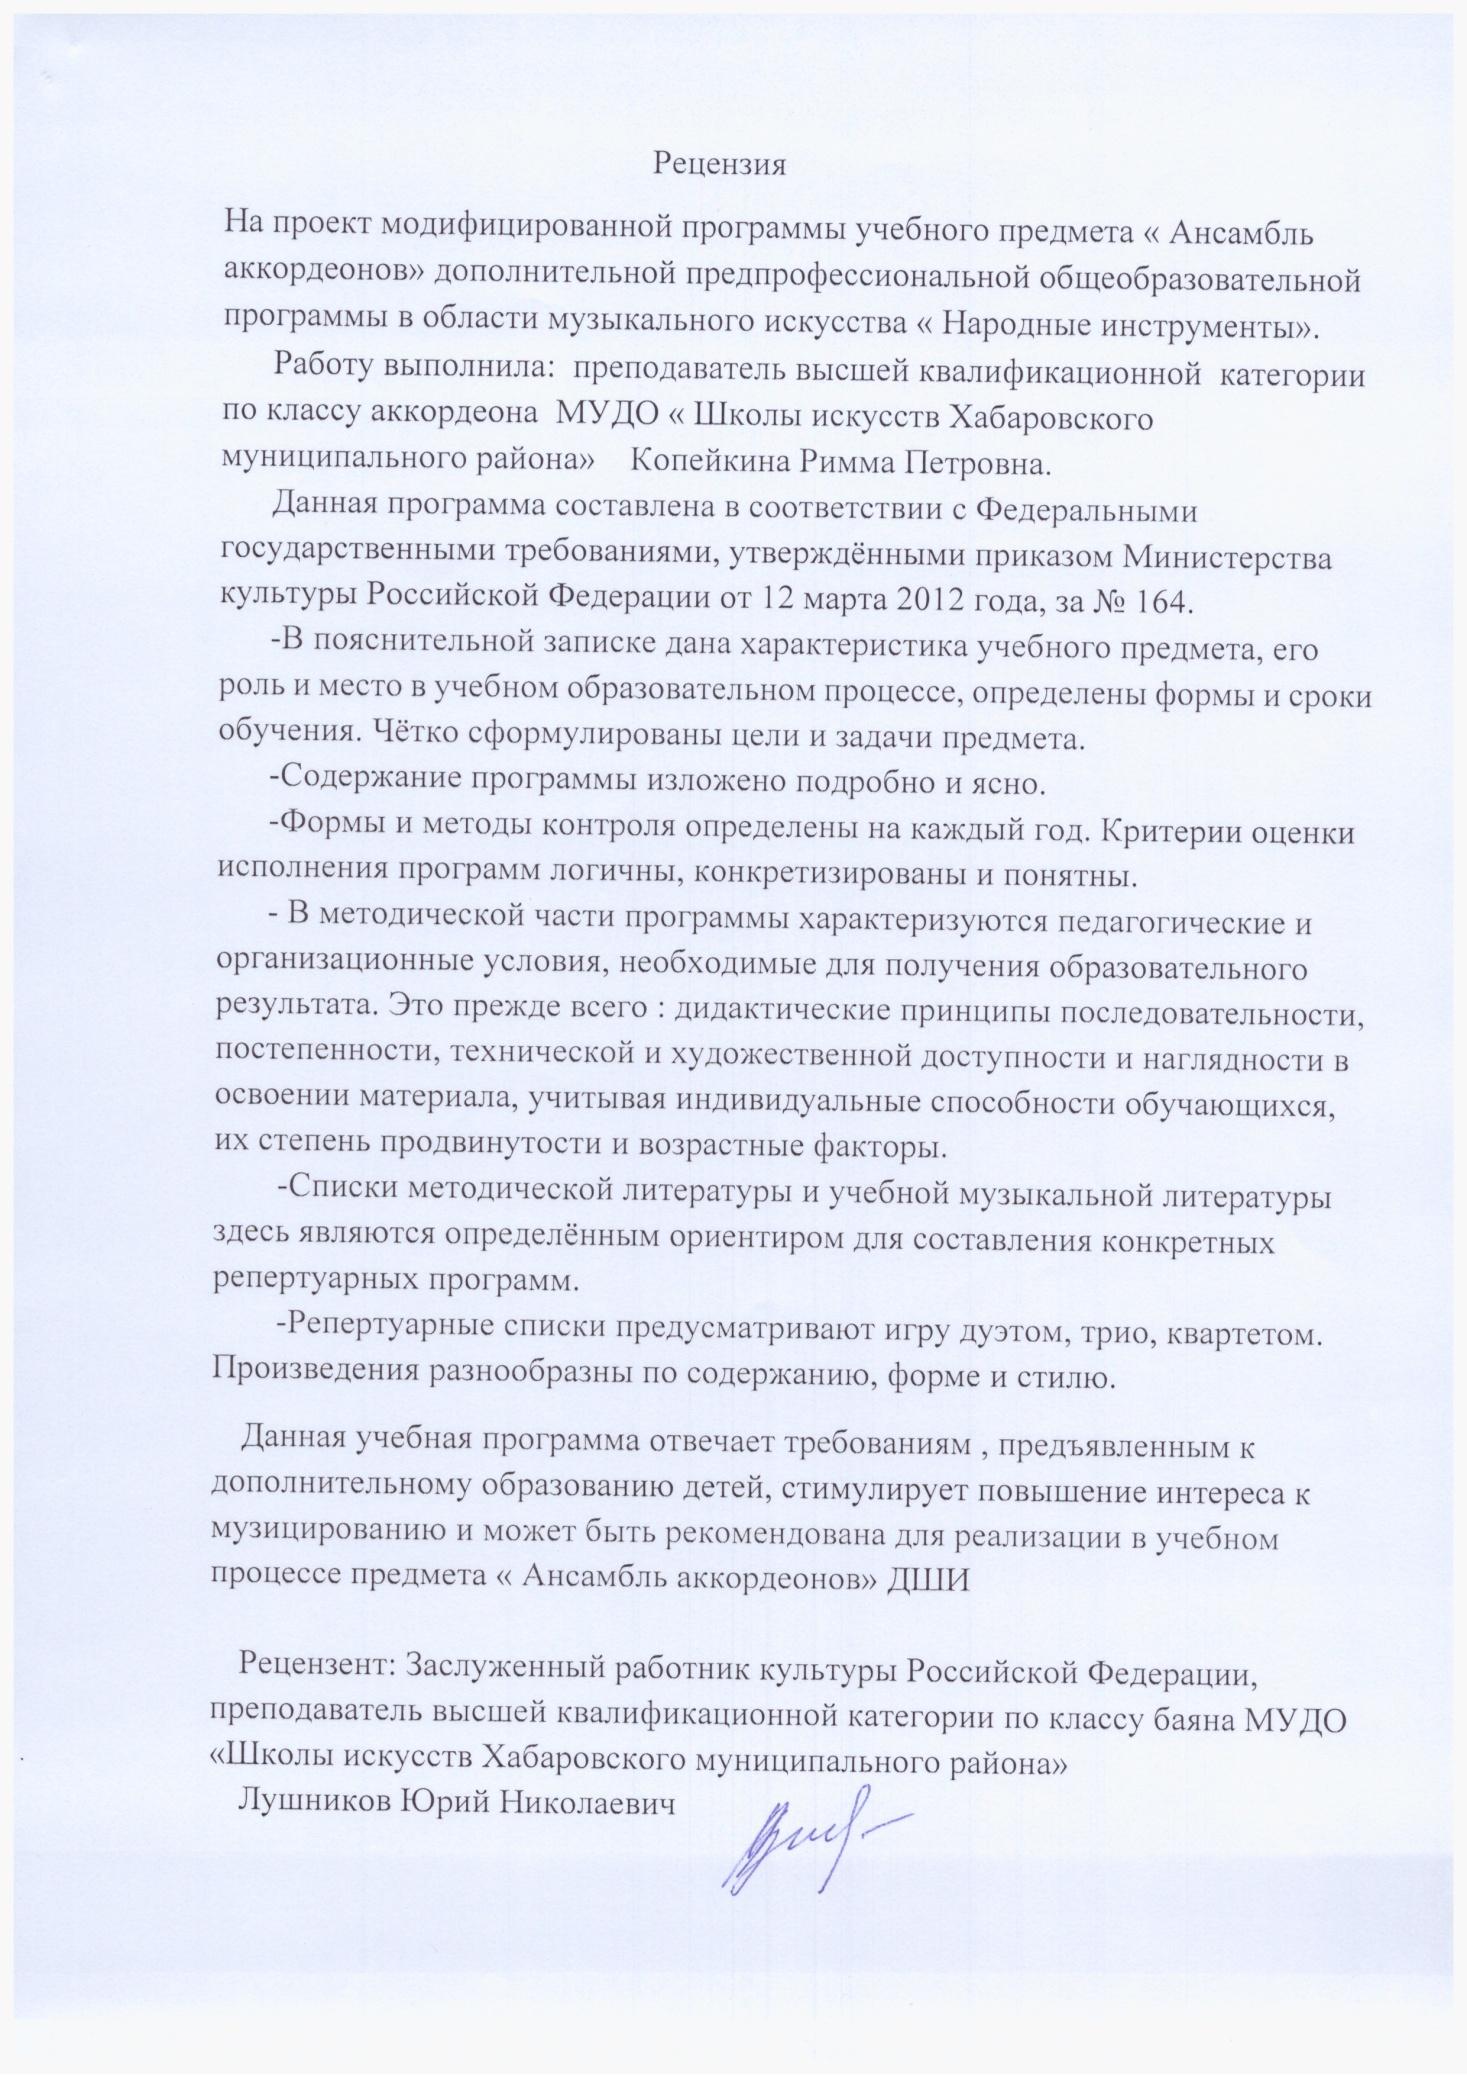 Рецензия
На проект модифицированной программы учебного предмета « Ансамбль
аккордеонов» дополнительной предпрофессиональной общеобразовательной
программы в области музыкального искусства « Народные инструменты».
Работу выполнила: преподаватель высшей квалификационной категории
по классу аккордеона МУДО « Школы искусств Хабаровского
муниципального района» Копейкина Римма Петровна.
Данная программа составлена в соответствии с Федеральными
государственными требованиями, утверждёнными приказом Министерства
культуры Российской Федерации от 12 марта 2012 года, за № 164.
-В пояснительной записке дана характеристика учебного предмета, его
роль и место в учебном образовательном процессе, определены формы и сроки
обучения. Чётко сформулированы цели и задачи предмета.
-Содержание программы изложено подробно и ясно.
-Формы и методы контроля определены на каждый год. Критерии оценки
исполнения программ логичны, конкретизированы и понятны.
- В методической части программы характеризуются педагогические и
организационные условия, необходимые для получения образовательного
результата. Это прежде всего : дидактические принципы последовательности,
постепенности, технической и художественной доступности и наглядности в
освоении материала, учитывая индивидуальные способности обучающихся,
их степень продвинутости и возрастные факторы.
-Списки методической литературы и учебной музыкальной литературы
здесь являются определённым ориентиром для составления конкретных
репертуарных программ.
-Репертуарные списки предусматривают игру дуэтом, трио, квартетом.
Произведения разнообразны по содержанию, форме и стилю.
Данная учебная программа отвечает требованиям , предъявленным к
дополнительному образованию детей, стимулирует повышение интереса к
музицированию и может быть рекомендована для реализации в учебном
процессе предмета « Ансамбль аккордеонов» ДШИ
Рецензент: Заслуженный работник культуры Российской Федерации,
преподаватель высшей квалификационной категории по классу баяна МУДО
«Школы искусств Хабаровского муниципального района»
Лушников Юрий Николаевич